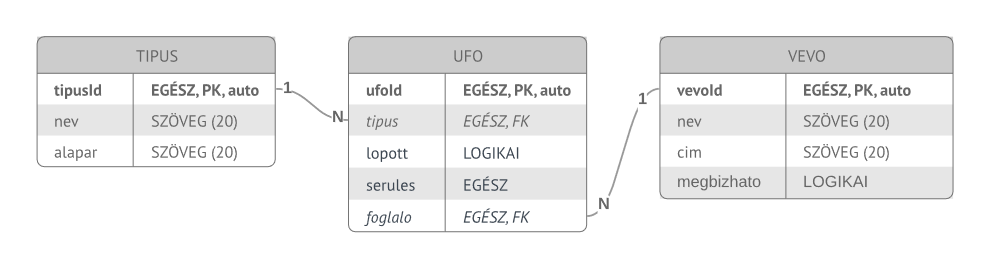 TIPUS
tipusId EGÉSZ, PK, auto
nev SZÖVEG (20)
alapar SZÖVEG (20)
1
N
UFO
ufoId EGÉSZ, PK, auto
tipus EGÉSZ, FK
lopott LOGIKAI
serules EGÉSZ
foglalo EGÉSZ, FK
1
N
VEVO
vevoId EGÉSZ, PK, auto
nev SZÖVEG (20)
cim SZÖVEG (20)
megbizhato LOGIKAI